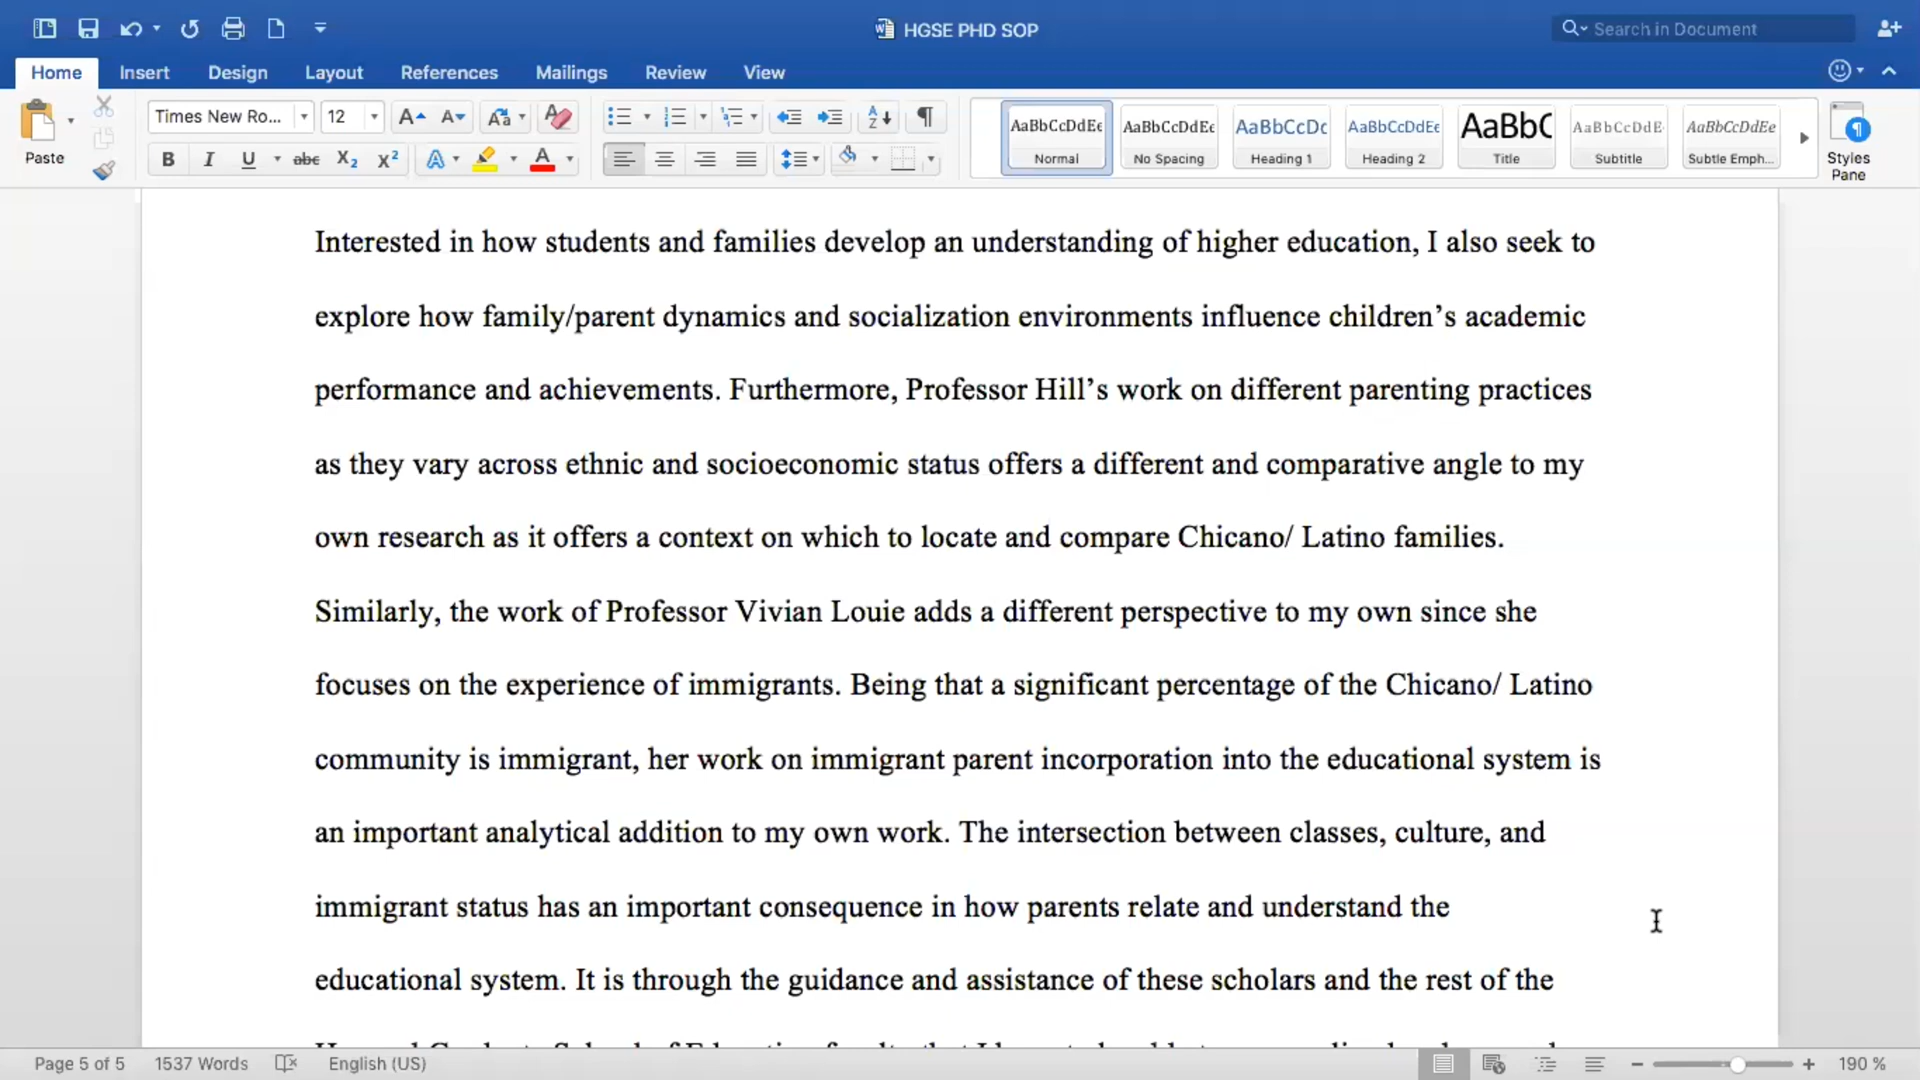 HGSE PHD SOP
Search in Document
Home Insert Design Layout References Mailings Review View
Paste
Times New Ro... 12
AaBbCcDdEe Normal
AaBbCcDdEe No Spacing
AaBbCcDc Heading 1
AaBbCcDdEe Heading 2
AaBbC Title
AaBbCcDdE Subtitle
AaBbCcDdEe Subtle Emph...
Styles Pane
Interested in how students and families develop an understanding of higher education, I also seek to
explore how family/parent dynamics and socialization environments influence children’s academic
performance and achievements. Furthermore, Professor Hill’s work on different parenting practices
as they vary across ethnic and socioeconomic status offers a different and comparative angle to my
own research as it offers a context on which to locate and compare Chicano/ Latino families.
Similarly, the work of Professor Vivian Louie adds a different perspective to my own since she
focuses on the experience of immigrants. Being that a significant percentage of the Chicano/ Latino
community is immigrant, her work on immigrant parent incorporation into the educational system is
an important analytical addition to my own work. The intersection between classes, culture, and
immigrant status has an important consequence in how parents relate and understand the
educational system. It is through the guidance and assistance of these scholars and the rest of the
Page 5 of 5 1537 Words English (US) 190 %